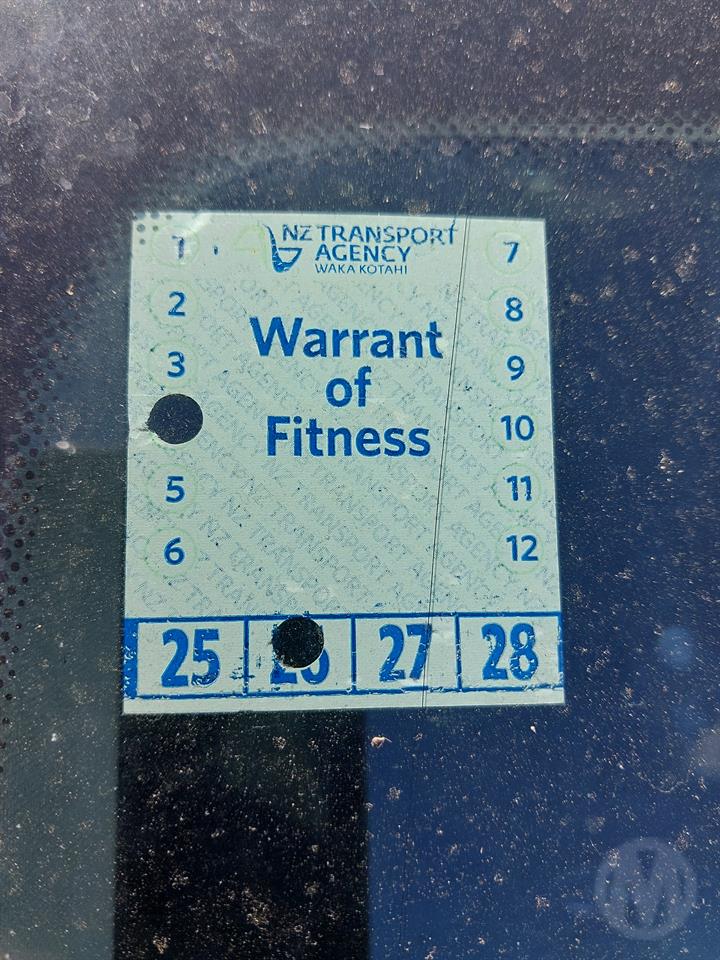 NZ TRANSPORT
AGENCY
WAKA KOTAHI
1
7
2
8
3
9
10
5
11
6
12
Warrant
of
Fitness
25
27
28